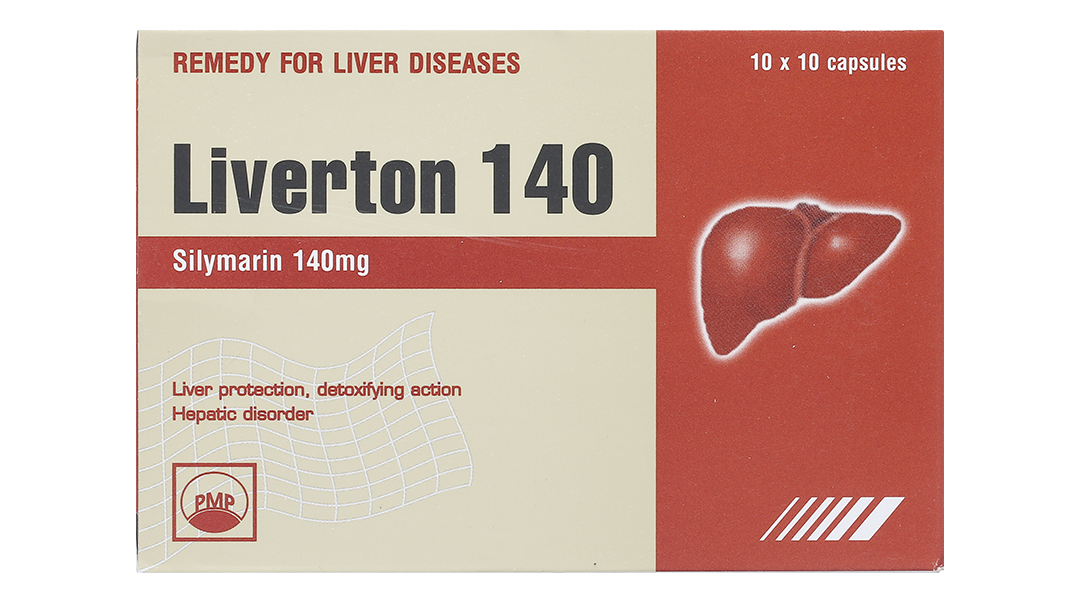 REMEDY FOR LIVER DISEASES
10 x 10 capsules
Liverton 140
Silymarin 140mg
Liver protection, detoxifying action
Hepatic disorder
PMP